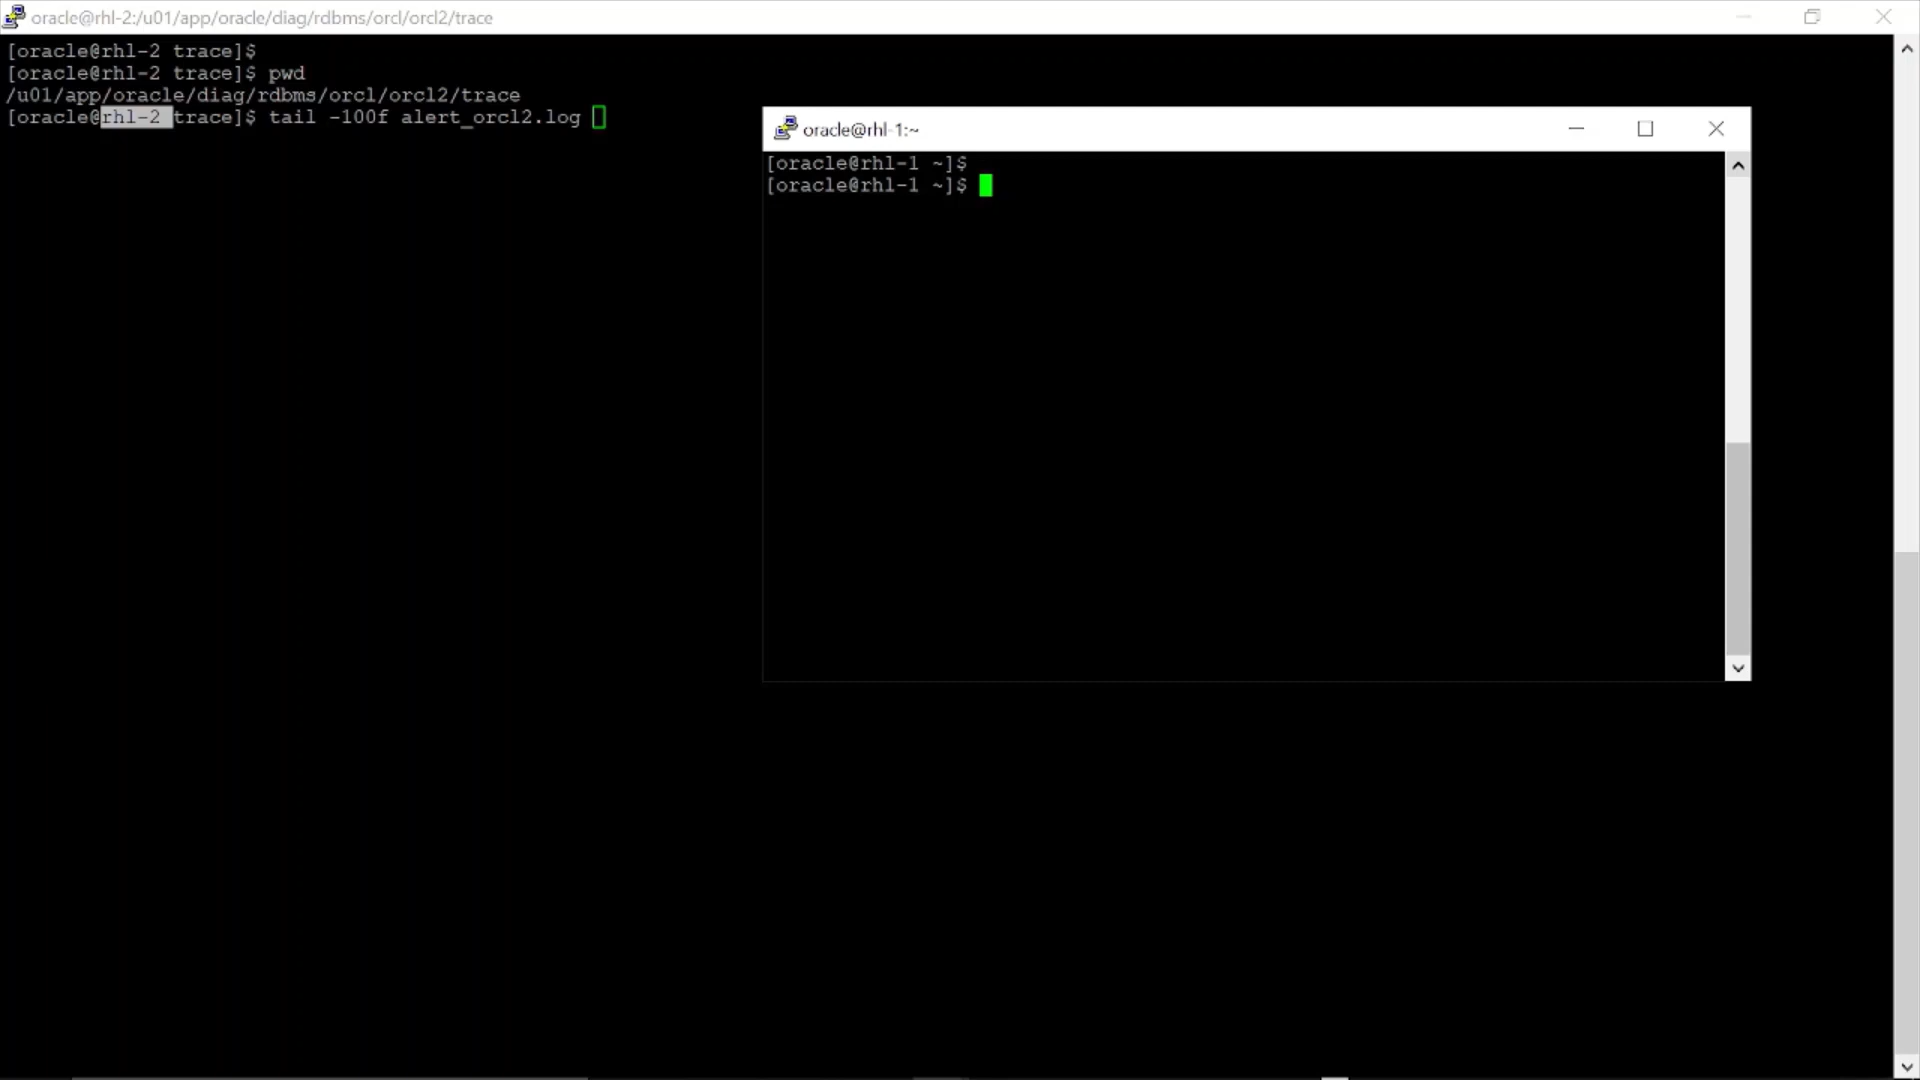 oracle@rhl-2:/u01/app/oracle/diag/rdbms/orcl/orcl2/trace
[oracle@rhl-2 trace]$
[oracle@rhl-2 trace]$ pwd
/u01/app/oracle/diag/rdbms/orcl/orcl2/trace
[oracle@rhl-2 trace]$ tail -100f alert_orcl2.log
oracle@rhl-1:~
[oracle@rhl-1 ~]$
[oracle@rhl-1 ~]$